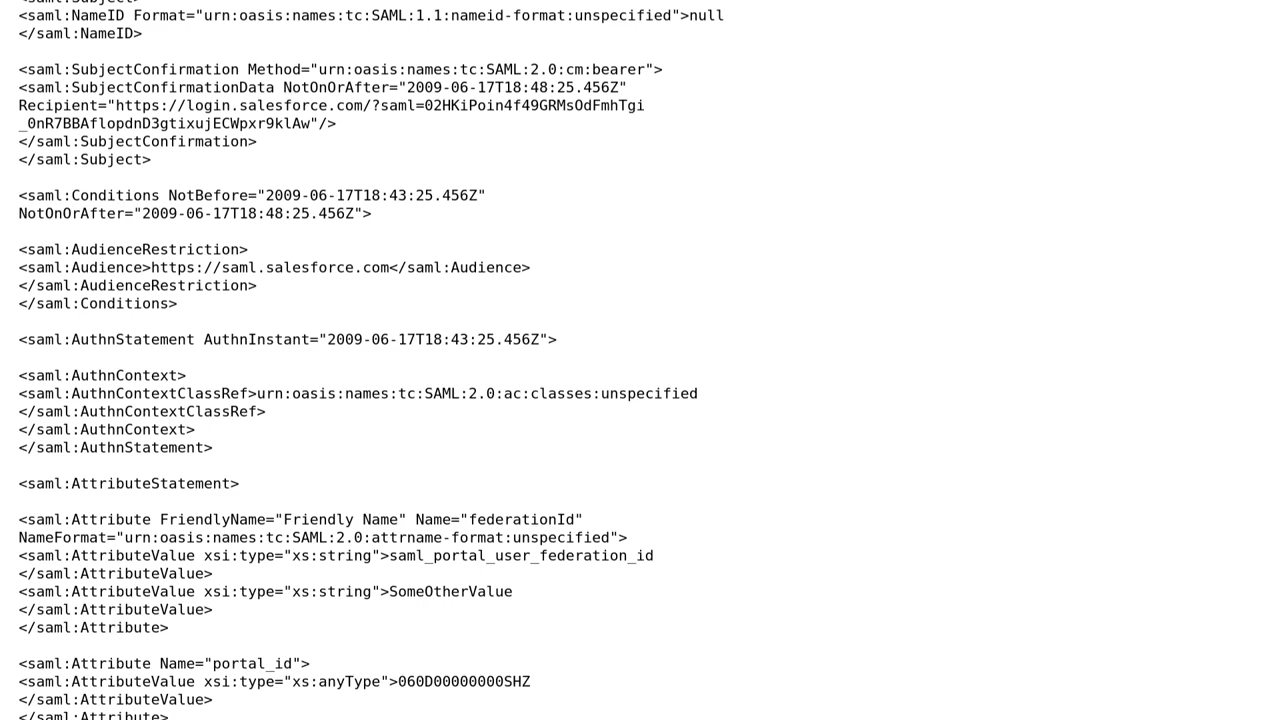 <saml:Subject>
<saml:NameID Format="urn:oasis:names:tc:SAML:1.1:nameid-format:unspecified">null
</saml:NameID>
<saml:SubjectConfirmation Method="urn:oasis:names:tc:SAML:2.0:cm:bearer">
<saml:SubjectConfirmationData NotOnOrAfter="2009-06-17T18:48:25.456Z"
Recipient="https://login.salesforce.com/?saml=02HKiPoin4f49GRMsOdFmhTgi
_0nR7BBAflopdnD3gtixujECWpxr9klAw"/>
</saml:SubjectConfirmation>
</saml:Subject>
<saml:Conditions NotBefore="2009-06-17T18:43:25.456Z"
NotOnOrAfter="2009-06-17T18:48:25.456Z">
<saml:AudienceRestriction>
<saml:Audience>https://saml.salesforce.com</saml:Audience>
</saml:AudienceRestriction>
</saml:Conditions>
<saml:AuthnStatement AuthnInstant="2009-06-17T18:43:25.456Z">
<saml:AuthnContext>
<saml:AuthnContextClassRef>urn:oasis:names:tc:SAML:2.0:ac:classes:unspecified
</saml:AuthnContextClassRef>
</saml:AuthnContext>
</saml:AuthnStatement>
<saml:AttributeStatement>
<saml:Attribute FriendlyName="Friendly Name" Name="federationId"
NameFormat="urn:oasis:names:tc:SAML:2.0:attrname-format:unspecified">
<saml:AttributeValue xsi:type="xs:string">saml_portal_user_federation_id
</saml:AttributeValue>
<saml:AttributeValue xsi:type="xs:string">SomeOtherValue
</saml:AttributeValue>
</saml:Attribute>
<saml:Attribute Name="portal_id">
<saml:AttributeValue xsi:type="xs:anyType">060D00000000SHZ
</saml:AttributeValue>
</saml:Attribute>